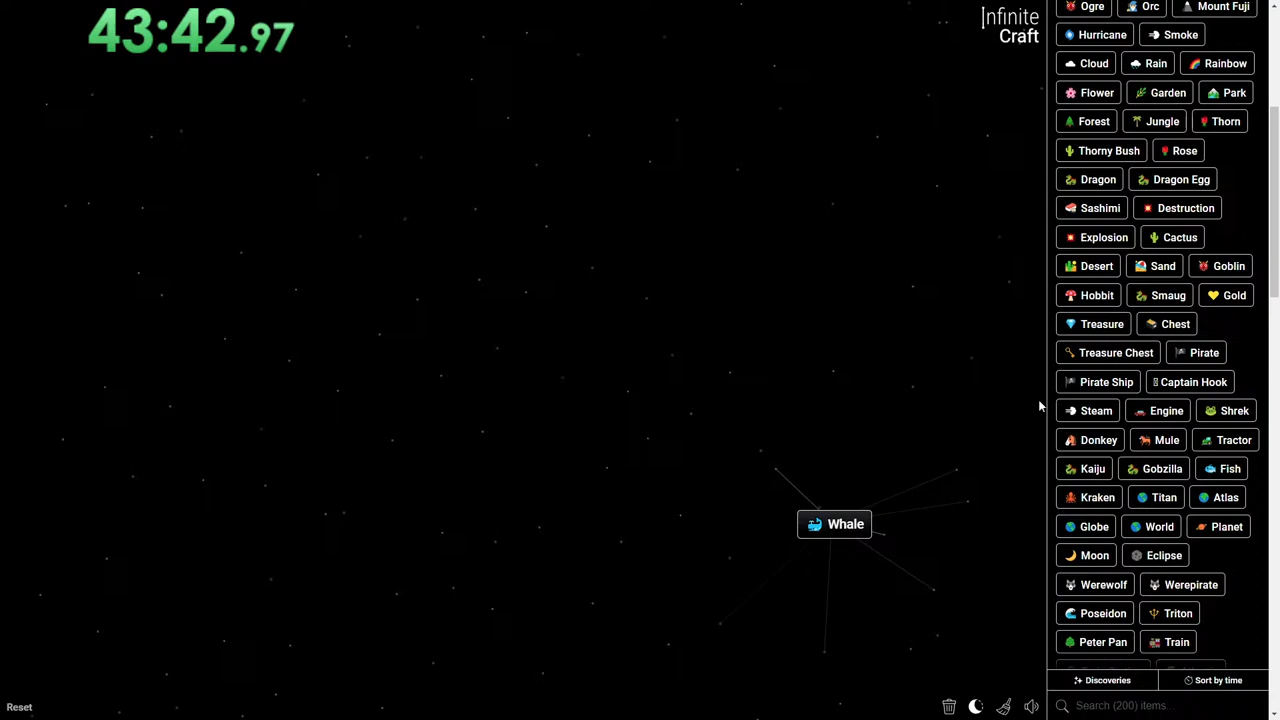 43:42.97
Infinite
Craft
Ogre Orc Mount Fuji
Hurricane Smoke
Cloud Rain Rainbow
Flower Garden Park
Forest Jungle Thorn
Thorny Bush Rose
Dragon Dragon Egg
Sashimi Destruction
Explosion Cactus
Desert Sand Goblin
Hobbit Smaug Gold
Treasure Chest
Treasure Chest Pirate
Pirate Ship Captain Hook
Steam Engine Shrek
Donkey Mule Tractor
Kaiju Gobzilla Fish
Kraken Titan Atlas
Whale
Globe World Planet
Moon Eclipse
Werewolf Werepirate
Poseidon Triton
Peter Pan Train
Discoveries Sort by time
Reset
Search (200) items...